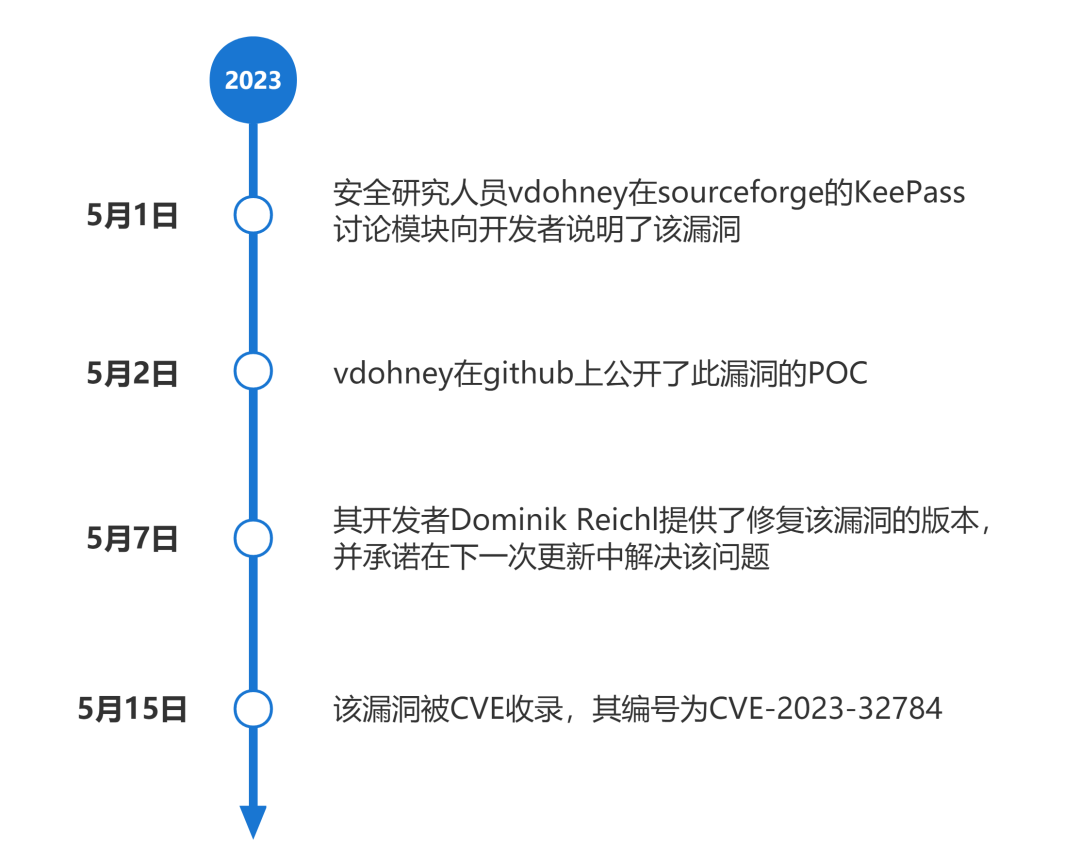 2023
5月1日
安全研究人员vdohney在sourceforge的KeePass
讨论模块向开发者说明了该漏洞
5月2日
vdohney在github上公开了此漏洞的POC
5月7日
其开发者Dominik Reichl提供了修复该漏洞的版本，
并承诺在下一次更新中解决该问题
5月15日
该漏洞被CVE收录，其编号为CVE-2023-32784